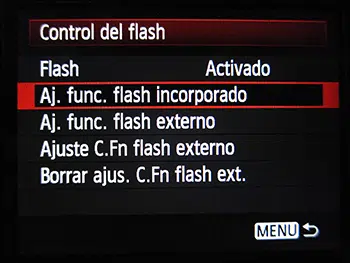 Control del flash
Flash Activado
Aj. func. flash incorporado
Aj. func. flash externo
Ajuste C.Fn flash externo
Borrar ajus. C.Fn flash ext.
MENU